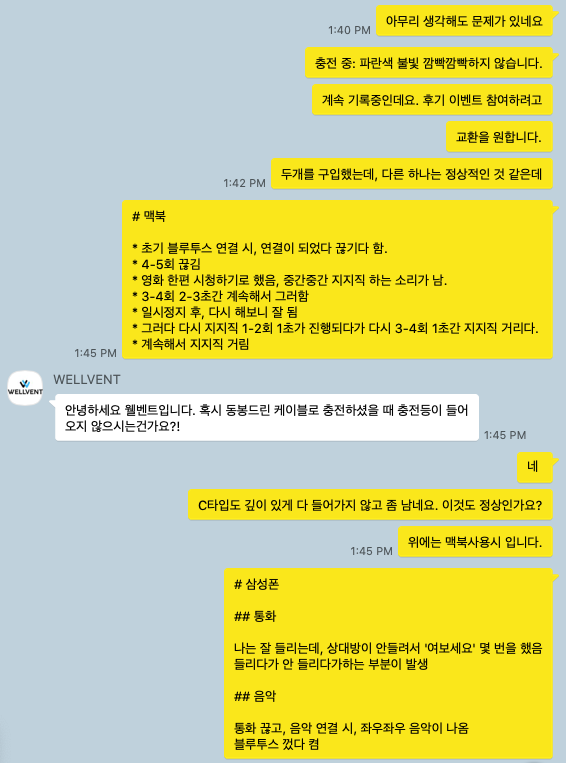 아무리 생각해도 문제가 있네요
1:40 PM
충전 중: 파란색 불빛 깜빡깜빡하지 않습니다.
계속 기록중인데요. 후기 이벤트 참여하려고
교환을 원합니다.
두개를 구입했는데, 다른 하나는 정상적인 것 같은데
1:42 PM
# 맥북
* 초기 블루투스 연결 시, 연결이 되었다 끊기다 함.
* 4-5회 끊김
* 영화 한편 시청하기로 했음, 중간중간 지지직 하는 소리가 남.
* 3-4회 2-3초간 계속해서 그러함
* 일시정지 후, 다시 해보니 잘 됨
* 그러다 다시 지지직 1-2회 1초가 진행되다가 다시 3-4회 1초간 지지직 거리다.
* 계속해서 지지직 거림
1:45 PM
WELLVENT
WELLVENT
안녕하세요 웰벤트입니다. 혹시 동봉드린 케이블로 충전하셨을 때 충전등이 들어
오지 않으시는건가요?!
1:45 PM
네
C타입도 깊이 있게 다 들어가지 않고 좀 남네요. 이것도 정상인가요?
위에는 맥북사용시 입니다.
1:45 PM
# 삼성폰
## 통화
나는 잘 들리는데, 상대방이 안들려서 '여보세요' 몇 번을 했음
들리다가 안 들리다가하는 부분이 발생
## 음악
통화 끊고, 음악 연결 시, 좌우좌우 음악이 나옴
블루투스 껐다 켬